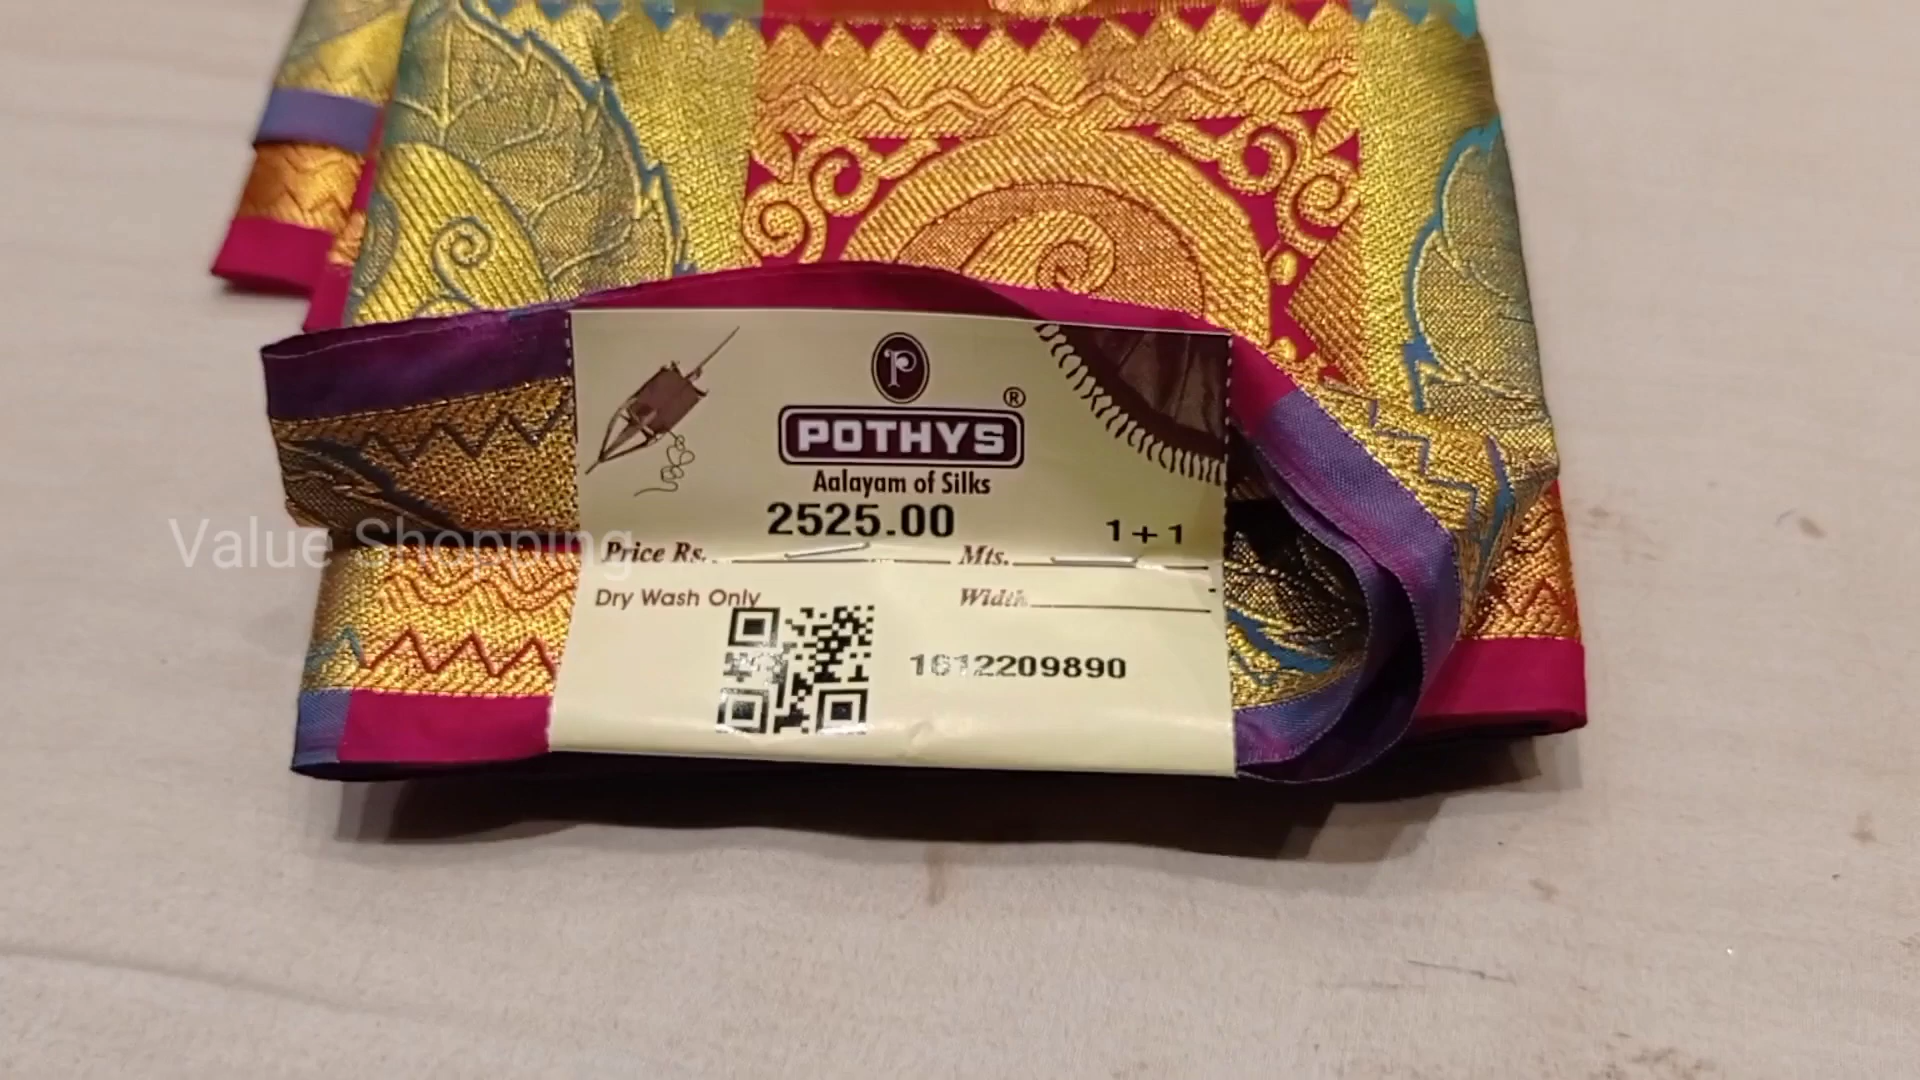 P
POTHYS ®
Aalayam of Silks
2525.00
1+1
Price Rs.
Mts.
Dry Wash Only
Width
1612209890
Value Shopping